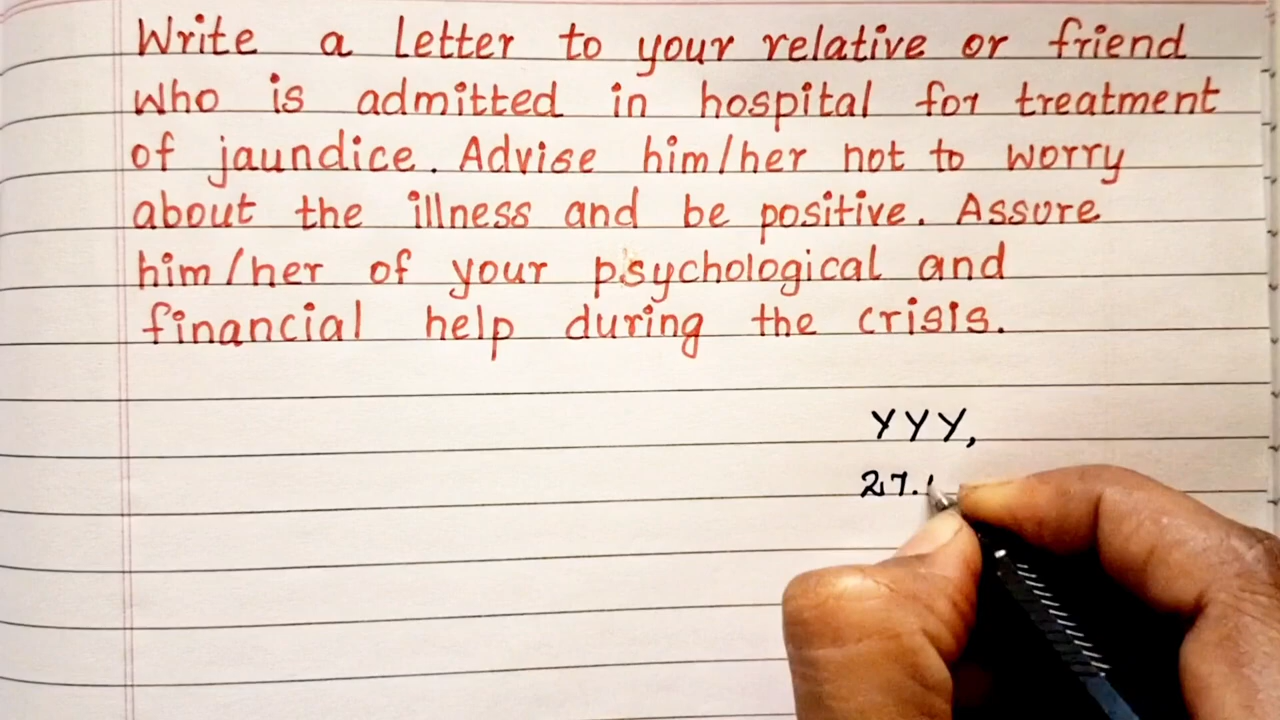 Write a letter to your relative or friend
who is admitted in hospital for treatment
of jaundice. Advise him/her not to worry
about the illness and be positive. Assure
him/her of your psychological and
financial help during the crisis.
YYY,
27.